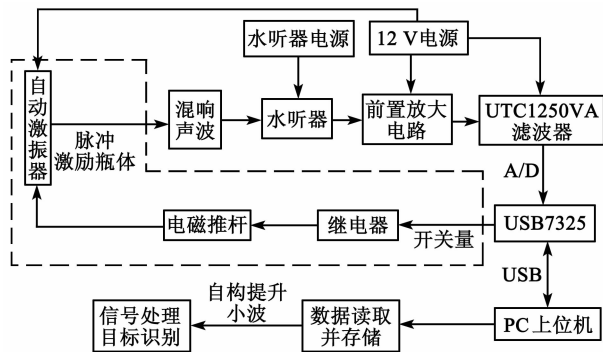 水听器电源
12 V电源
自动激振器
脉冲
激励瓶体
混响
声波
水听器
前置放大
电路
UTC1250VA
滤波器
A/D
电磁推杆
继电器
开关量
USB7325
USB
信号处理
目标识别
自构提升
小波
数据读取
并存储
PC上位机